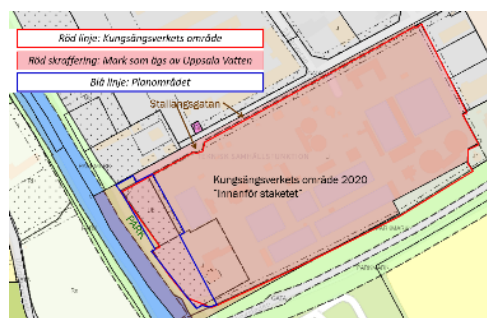 Röd linje: Kungsängsverkets område
Röd skraffering: Mark som ägs av Uppsala Vatten
Blå linje: Planområdet
Stallängsgatan
Kungsängsverkets område 2020
"Innanför staketet"
PARK
GATA